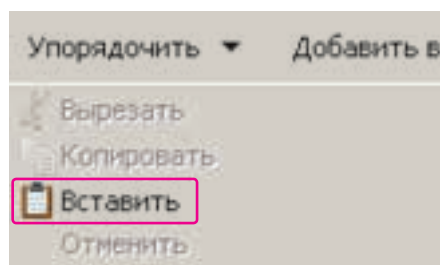 Упорядочить Добавить в
Вырезать
Копировать
Вставить
Отменить